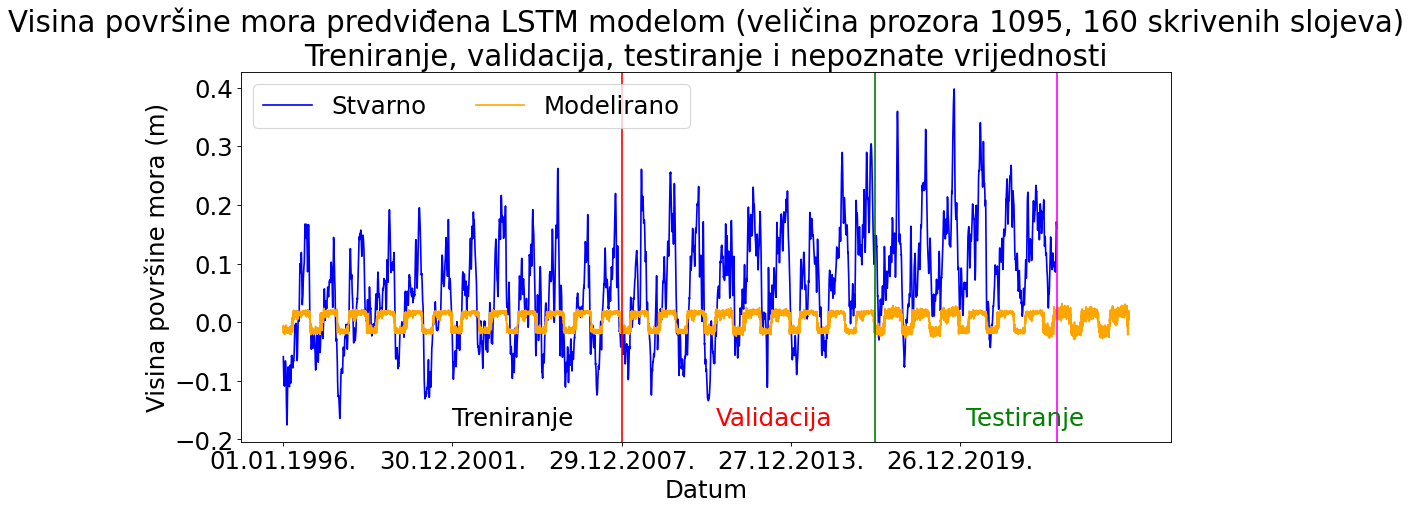 Visina površine mora predviđena LSTM modelom (veličina prozora 1095, 160 skrivenih slojeva)
Treniranje, validacija, testiranje i nepoznate vrijednosti
Stvarno
Modelirano
Visina površine mora (m)
0.4
0.3
0.2
0.1
0.0
−0.1
−0.2
Treniranje
Validacija
Testiranje
01.01.1996.
30.12.2001.
29.12.2007.
27.12.2013.
26.12.2019.
Datum